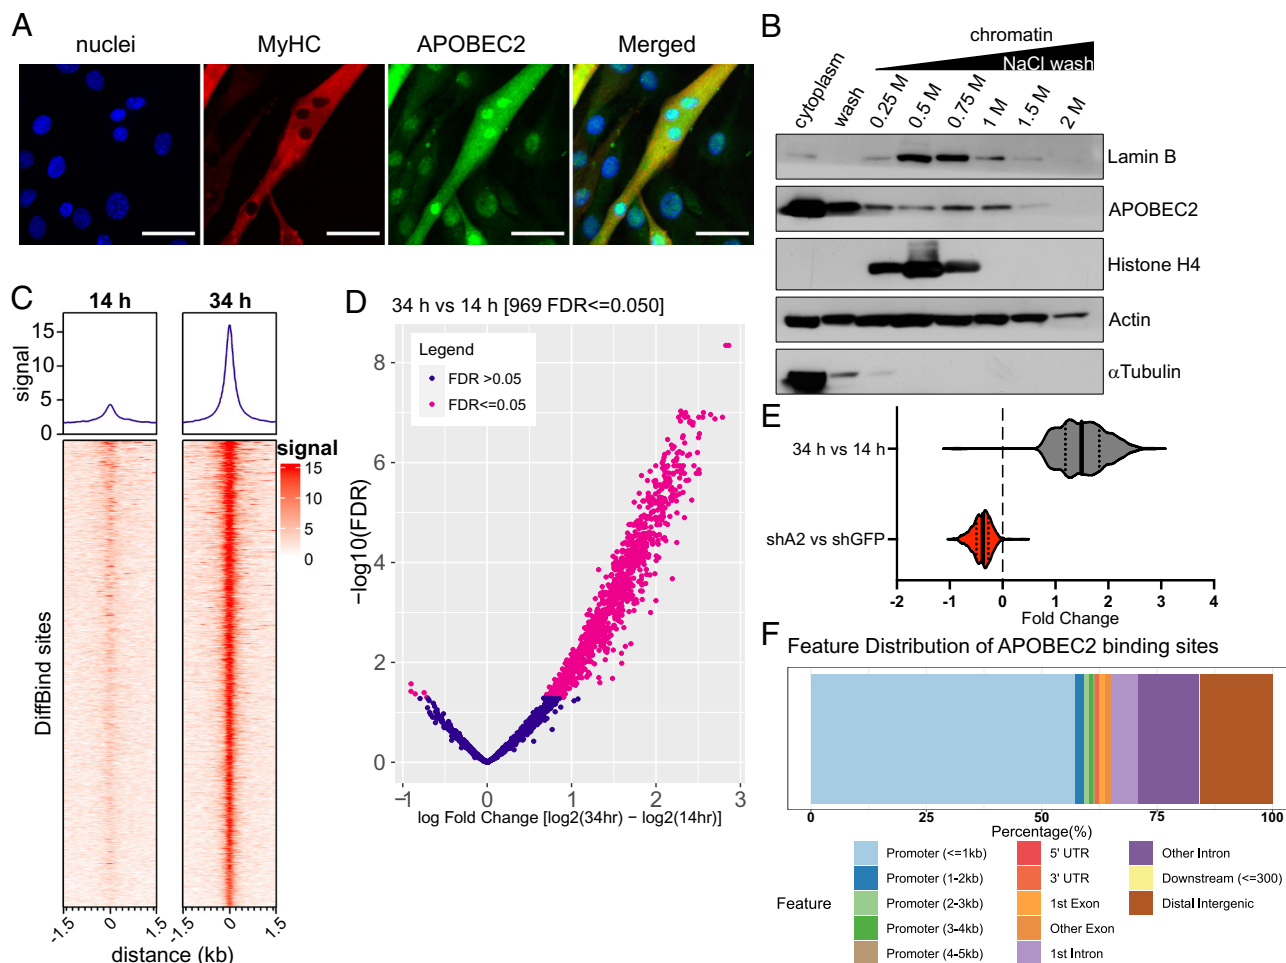 A
nuclei
MyHC
APOBEC2
Merged
B
chromatin
NaCl wash
cytoplasm
wash
0.25 M
0.5 M
0.75 M
1 M
1.5 M
2 M
Lamin B
APOBEC2
Histone H4
Actin
αTubulin
C
14 h
34 h
signal
15
10
5
0
signal
15
10
5
0
DiffBind sites
-1.5
0
1.5
-1.5
0
1.5
distance (kb)
D
34 h vs 14 h [969 FDR<=0.050]
Legend
FDR >0.05
FDR<=0.05
−log10(FDR)
8
6
4
2
0
−1
0
1
2
3
log Fold Change [log2(34hr) − log2(14hr)]
E
34 h vs 14 h
shA2 vs shGFP
-2
-1
0
1
2
3
4
Fold Change
F
Feature Distribution of APOBEC2 binding sites
0
25
50
75
100
Percentage(%)
Feature
Promoter (<=1kb)
Promoter (1-2kb)
Promoter (2-3kb)
Promoter (3-4kb)
Promoter (4-5kb)
5' UTR
3' UTR
1st Exon
Other Exon
1st Intron
Other Intron
Downstream (<=300)
Distal Intergenic